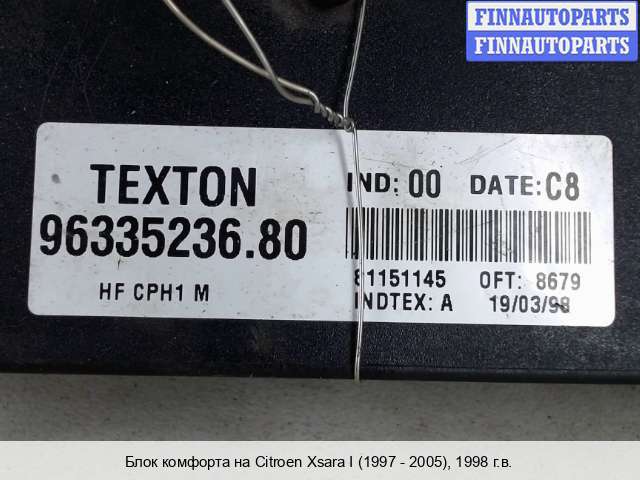 FINNAUTOPARTS
FINNAUTOPARTS
TEXTON
96335236.80
HF CPH1 M
IND: 00 DATE: C8
81151145 OFT: 8679
INDTEX: A 19/03/98
Блок комфорта на Citroen Xsara I (1997 - 2005), 1998 г.в.